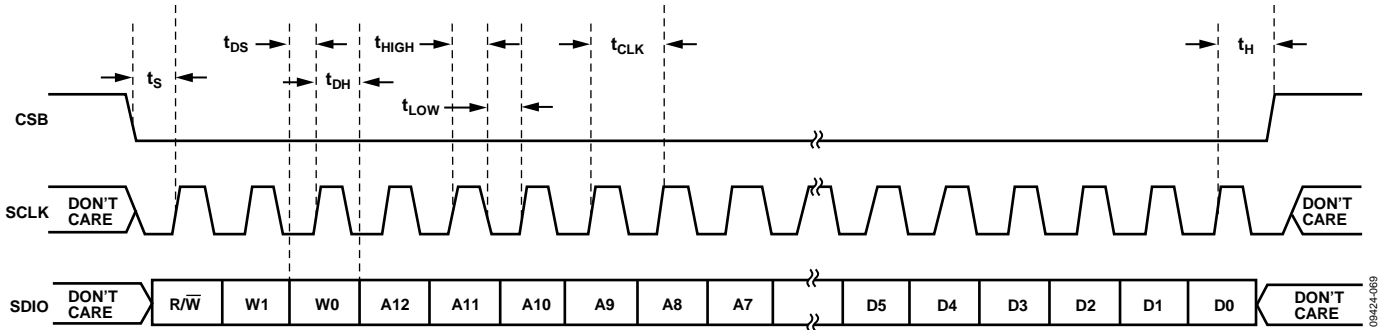 tDS
tHIGH
tCLK
tH
tS
tDH
tLOW
CSB
SCLK
DON'T CARE
DON'T CARE
SDIO
DON'T CARE
R/W̅
W1
W0
A12
A11
A10
A9
A8
A7
D5
D4
D3
D2
D1
D0
DON'T CARE
09424-069